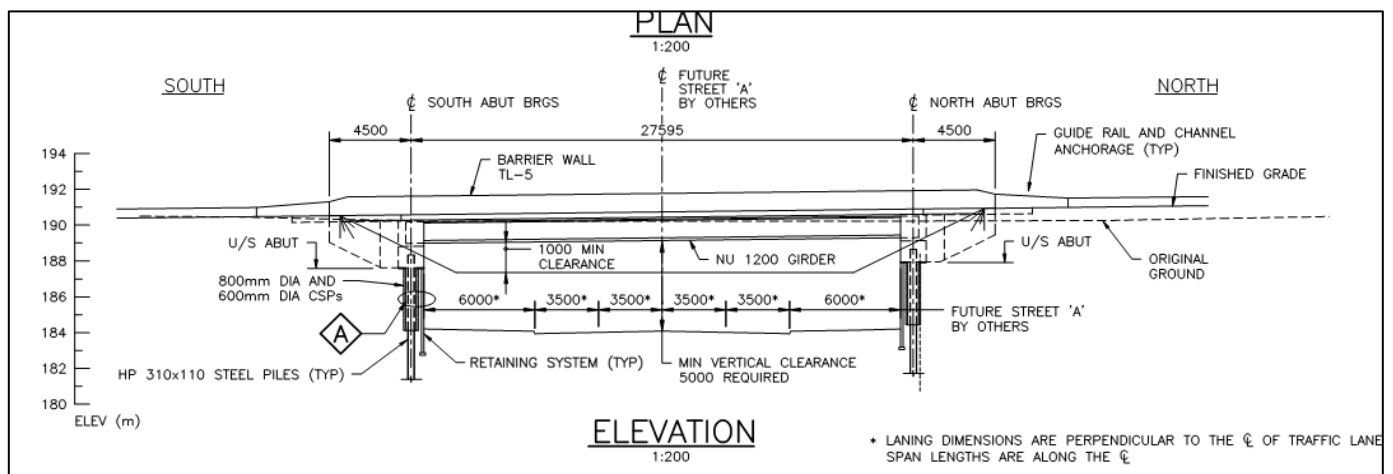 PLAN
1:200
SOUTH
NORTH
℄ FUTURE
STREET 'A'
BY OTHERS
℄ SOUTH ABUT BRGS
℄ NORTH ABUT BRGS
4500
27595
4500
GUIDE RAIL AND CHANNEL
ANCHORAGE (TYP)
BARRIER WALL
TL-5
FINISHED GRADE
194
192
190
188
186
184
182
180
ELEV (m)
U/S ABUT
1000 MIN
CLEARANCE
NU 1200 GIRDER
U/S ABUT
ORIGINAL
GROUND
800mm DIA AND
600mm DIA CSPs
6000*
3500*
3500*
3500*
3500*
6000*
A
FUTURE STREET 'A'
BY OTHERS
HP 310x110 STEEL PILES (TYP)
RETAINING SYSTEM (TYP)
MIN VERTICAL CLEARANCE
5000 REQUIRED
ELEVATION
1:200
* LANING DIMENSIONS ARE PERPENDICULAR TO THE ℄ OF TRAFFIC LANE
SPAN LENGTHS ARE ALONG THE ℄